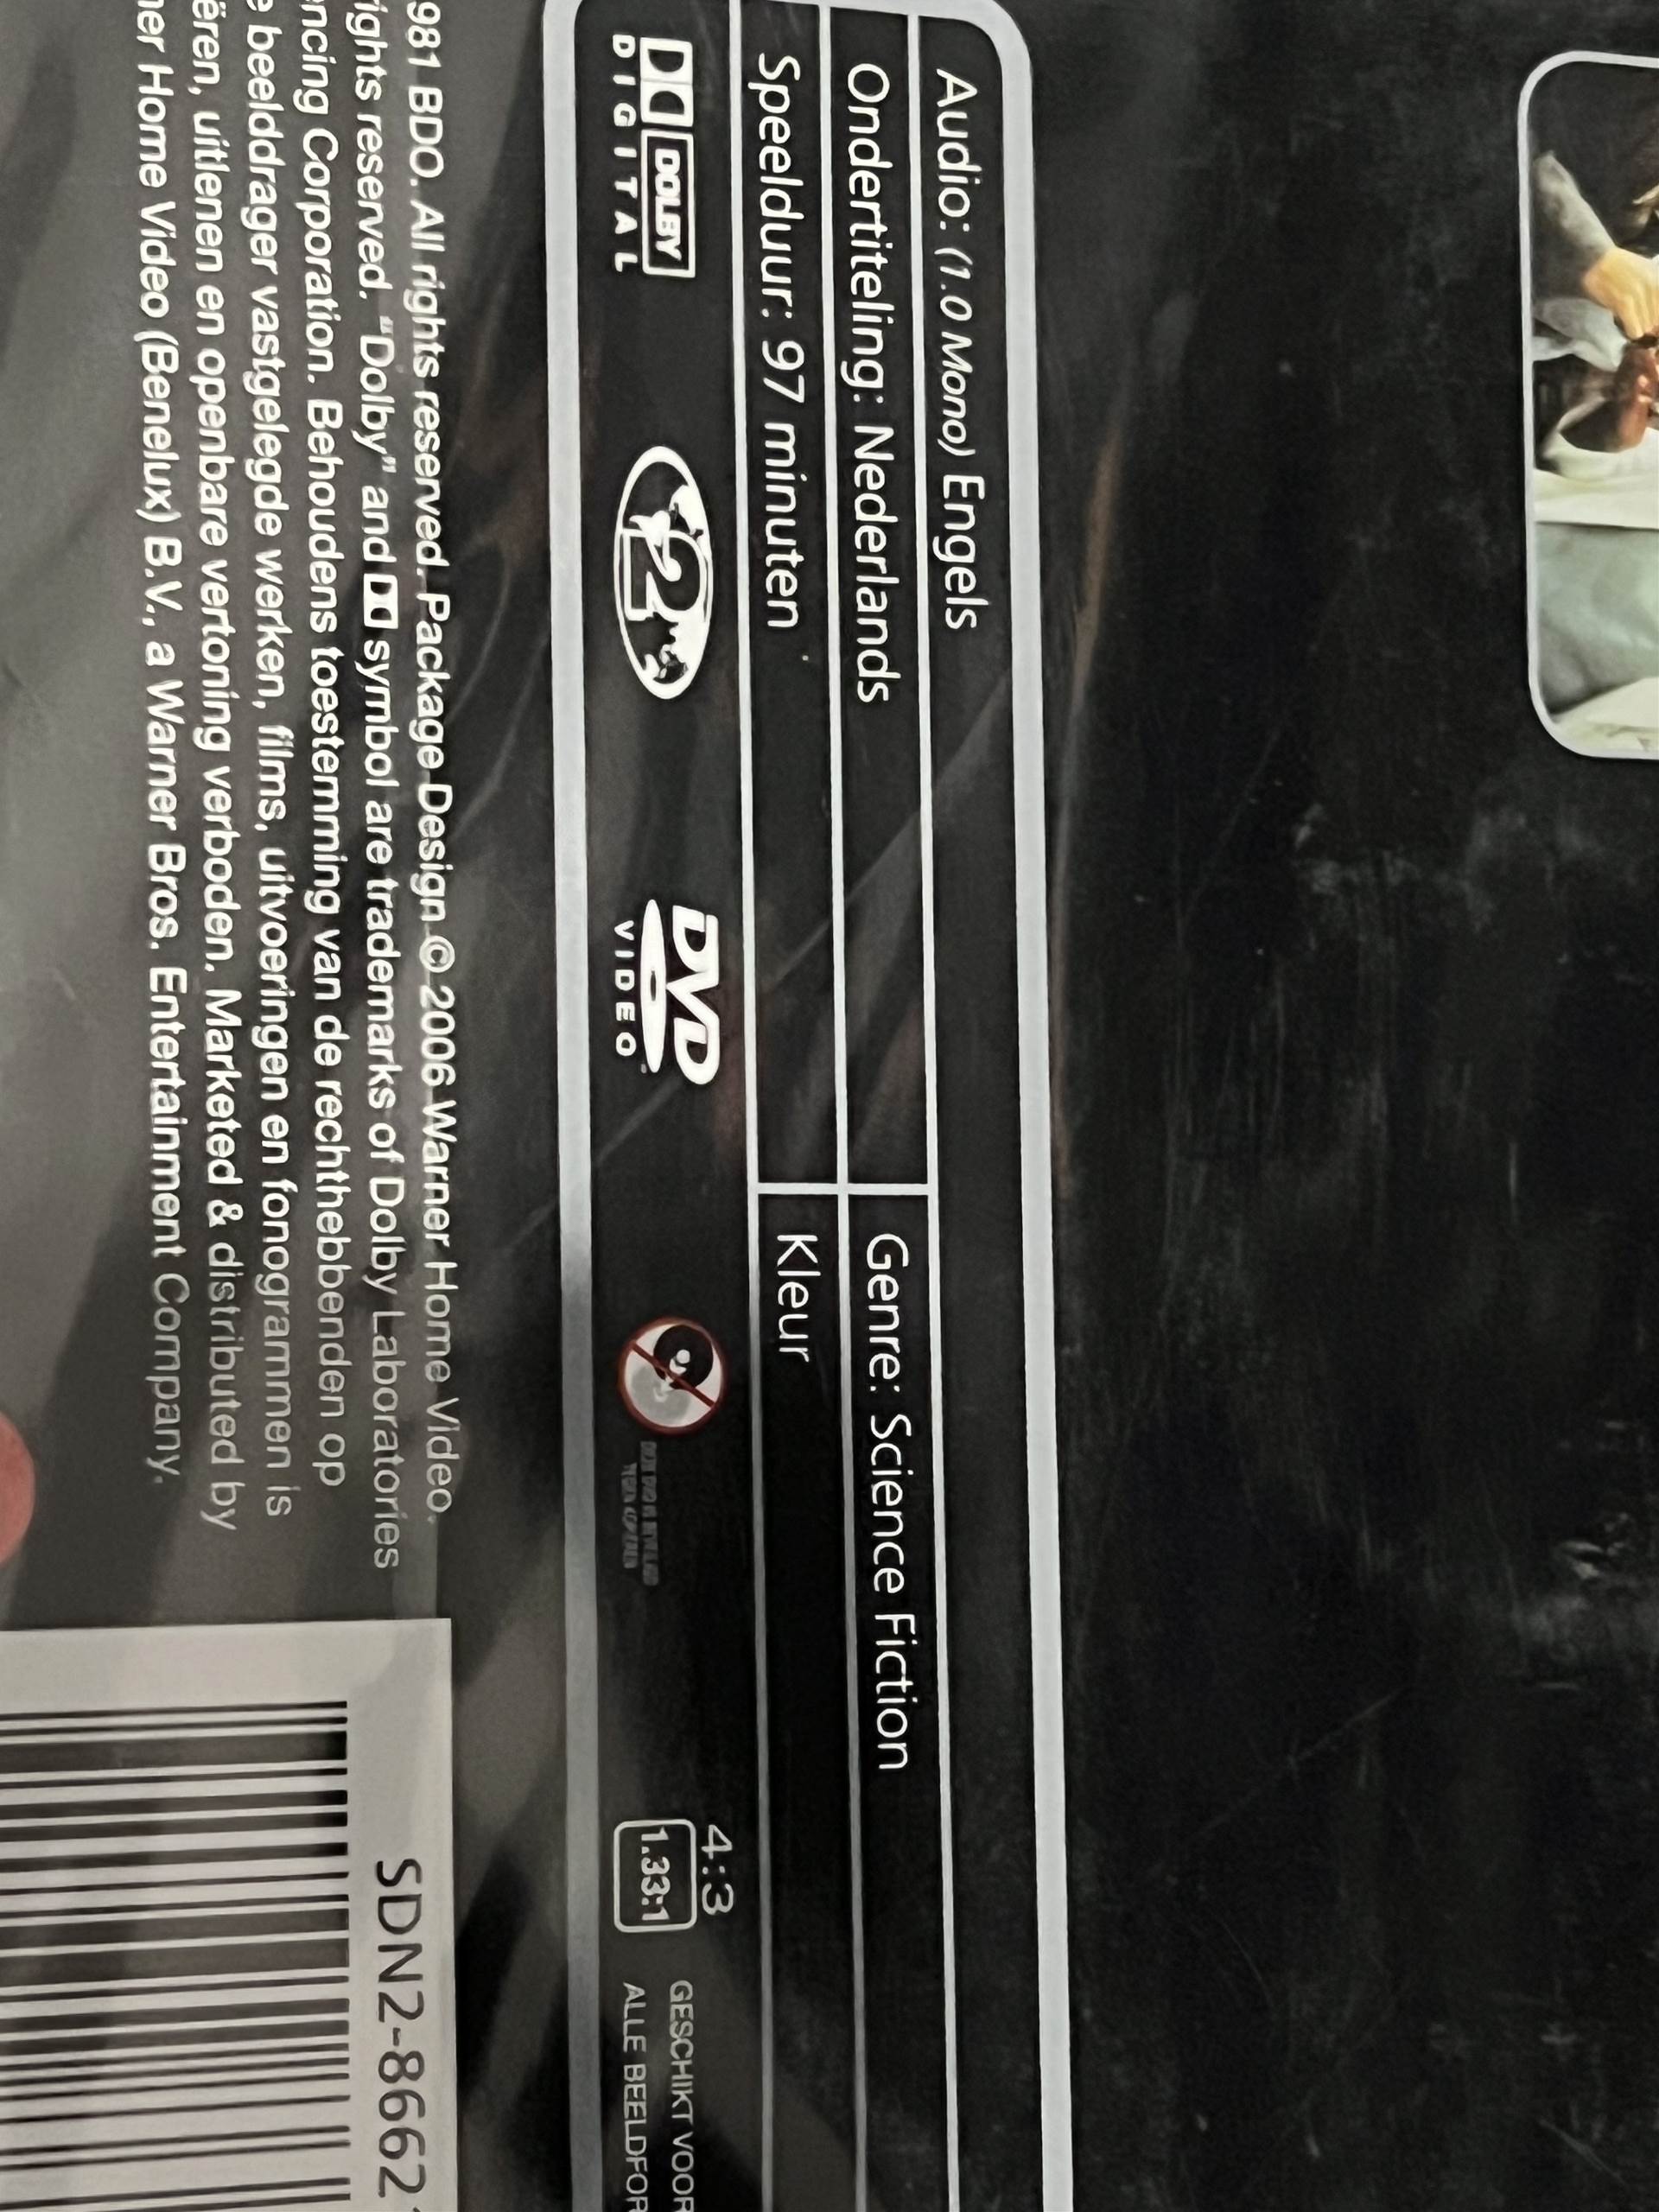 Audio: (1.0 Mono) Engels
Ondertiteling: Nederlands
Genre: Science Fiction
Speelduur: 97 minuten
Kleur
DOLBY
DIGITAL
2
DVD
VIDEO
4:3
1.33:1
GESCHIKT VOOR
ALLE BEELDFOR
981 BDO. All rights reserved. Package Design © 2006 Warner Home Video.
ights reserved. "Dolby" and symbol are trademarks of Dolby Laboratories
ncing Corporation. Behoudens toestemming van de rechthebbenden op
e beelddrager vastgelegde werken, films, uitvoeringen en fonogrammen is
ëren, uitlenen en openbare vertoning verboden. Marketed & distributed by
ner Home Video (Benelux) B.V., a Warner Bros. Entertainment Company.
SDN2-8662